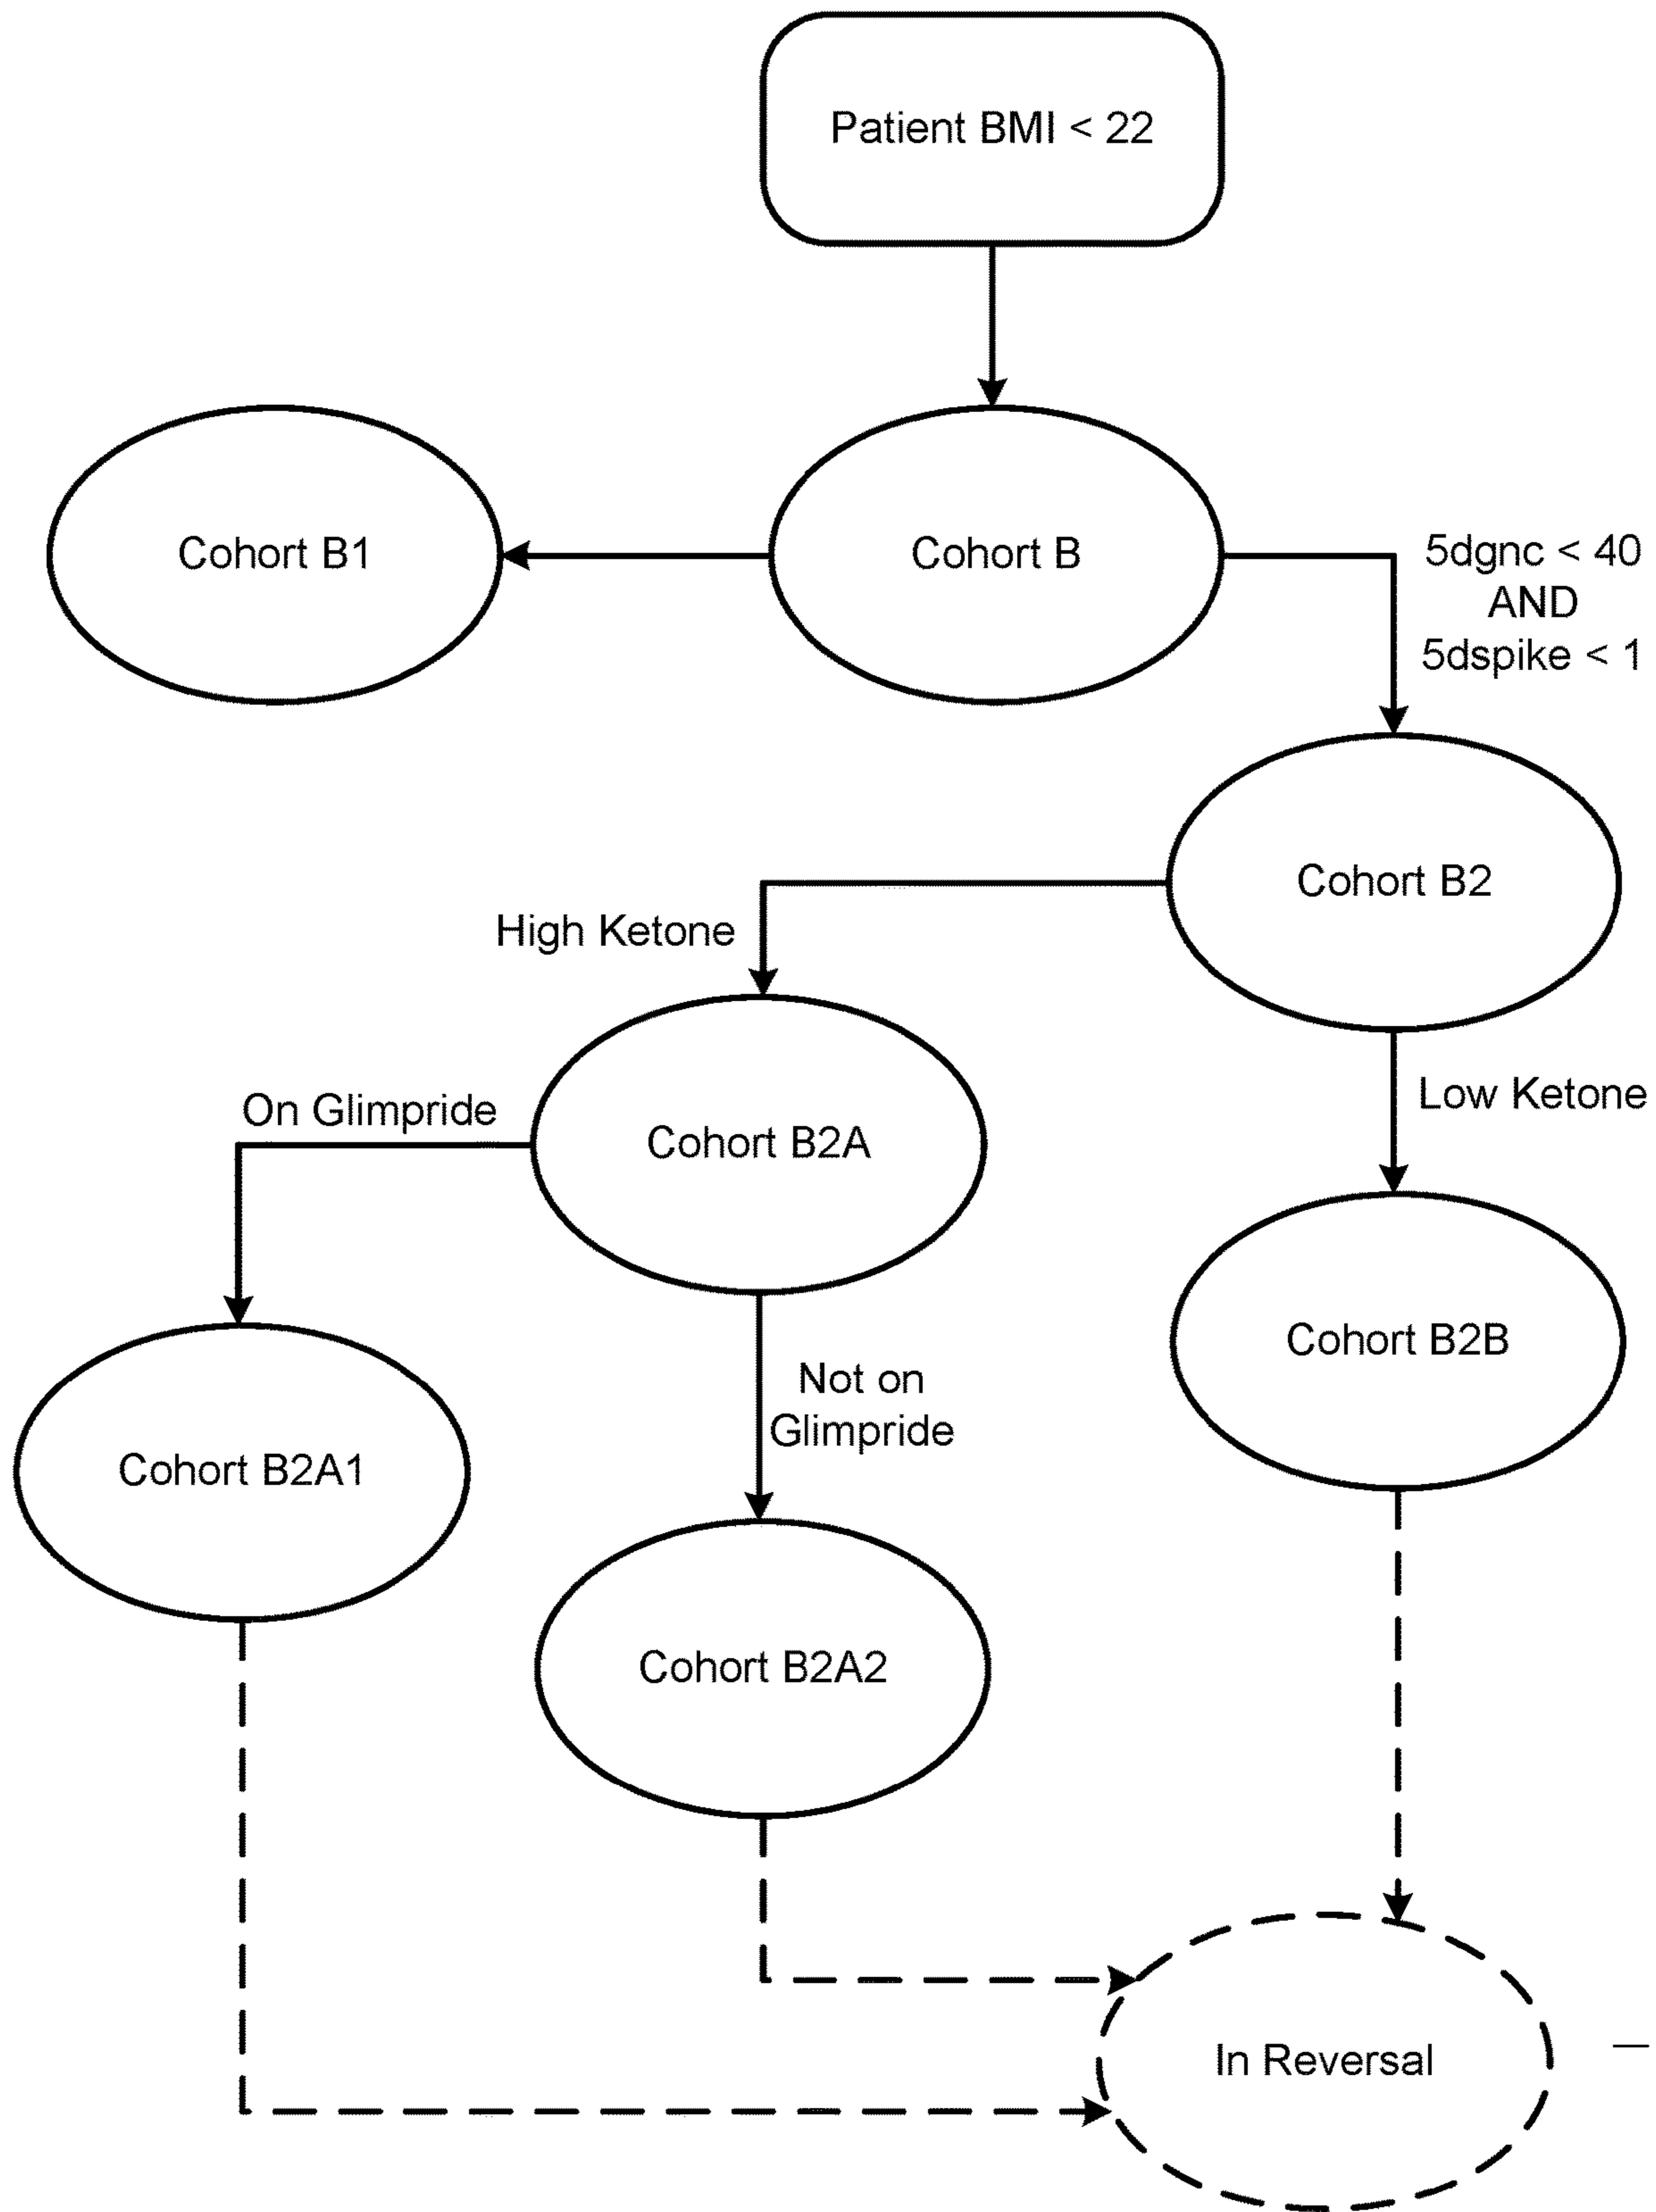 Patient BMI < 22
Cohort B1
Cohort B
5dgnc < 40
AND
5dspike < 1
Cohort B2
High Ketone
Low Ketone
On Glimpride
Cohort B2A
Cohort B2B
Not on
Glimpride
Cohort B2A1
Cohort B2A2
In Reversal